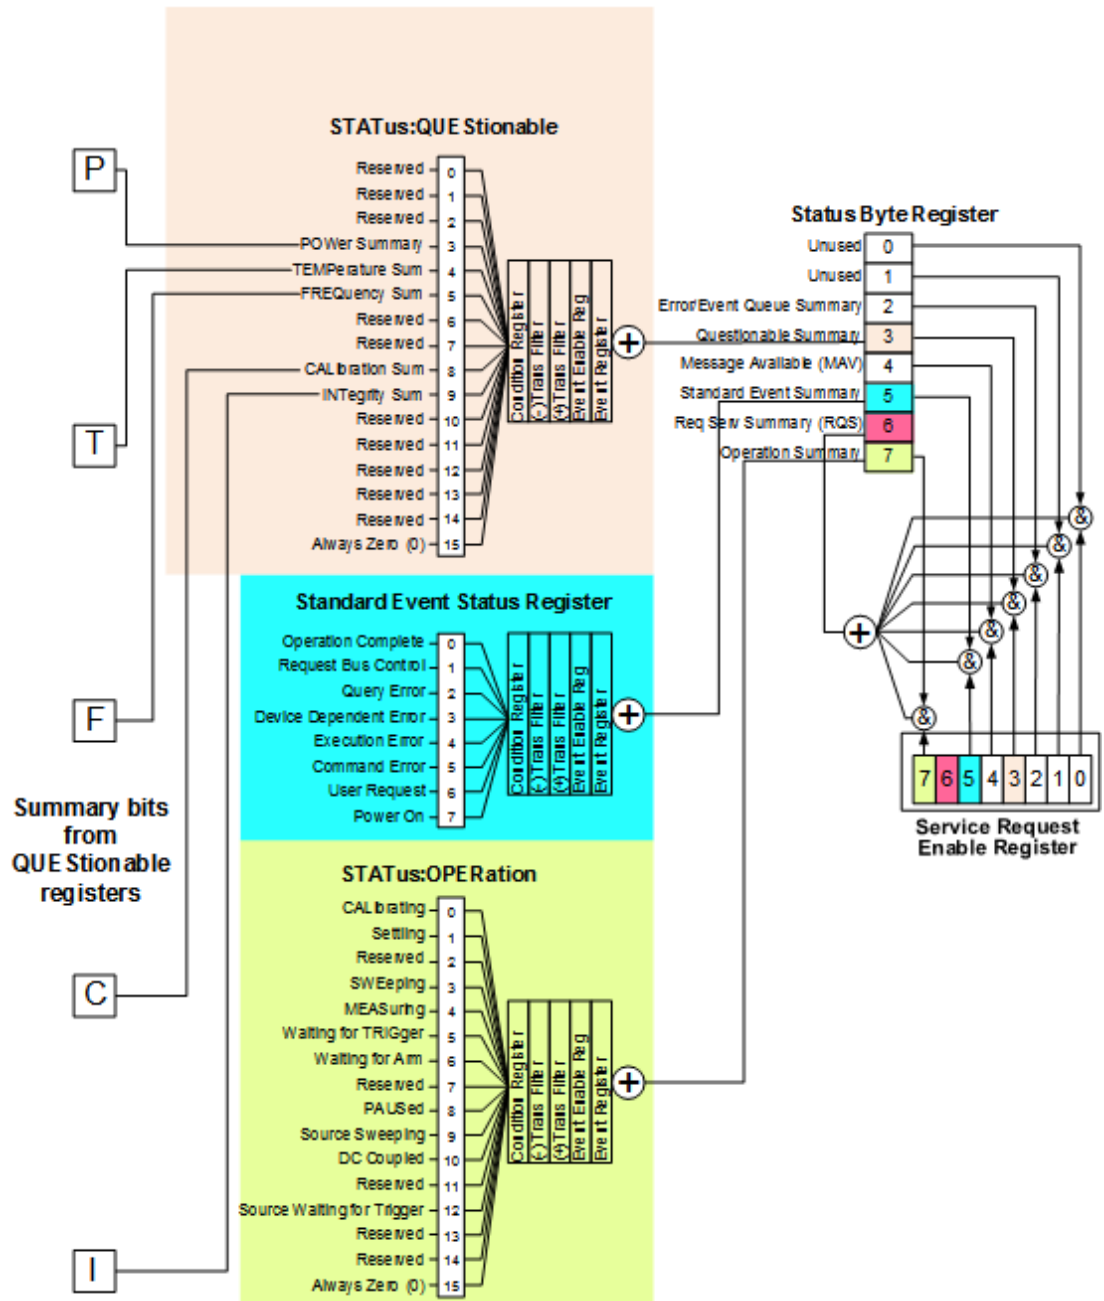 STATus:QUEStionable
P
Reserved 0
Reserved 1
Reserved 2
POWer Summary 3
TEMPerature Sum 4
FREQuency Sum 5
Reserved 6
Reserved 7
CALibration Sum 8
INTegrity Sum 9
Reserved 10
Reserved 11
Reserved 12
Reserved 13
Reserved 14
Always Zero (0) 15
Condition Register
(-) Trans Filter
(+) Trans Filter
Event Enable Reg
Event Register
+
T
F
Summary bits
from
QUEStionable
registers
C
I
Standard Event Status Register
Operation Complete 0
Request Bus Control 1
Query Error 2
Device Dependent Error 3
Execution Error 4
Command Error 5
User Request 6
Power On 7
Condition Register
(-) Trans Filter
(+) Trans Filter
Event Enable Reg
Event Register
+
STATus:OPERation
CALibrating 0
Settling 1
Reserved 2
SWEeping 3
MEASuring 4
Waiting for TRIGger 5
Waiting for Arm 6
Reserved 7
PAUSed 8
Source Sweeping 9
DC Coupled 10
Reserved 11
Source Waiting for Trigger 12
Reserved 13
Reserved 14
Always Zero (0) 15
Condition Register
(-) Trans Filter
(+) Trans Filter
Event Enable Reg
Event Register
+
Status Byte Register
Unused 0
Unused 1
Error/Event Queue Summary 2
Questionable Summary 3
Message Available (MAV) 4
Standard Event Summary 5
Req Serv Summary (RQS) 6
Operation Summary 7
&
&
&
&
&
&
&
+
7 6 5 4 3 2 1 0
Service Request
Enable Register